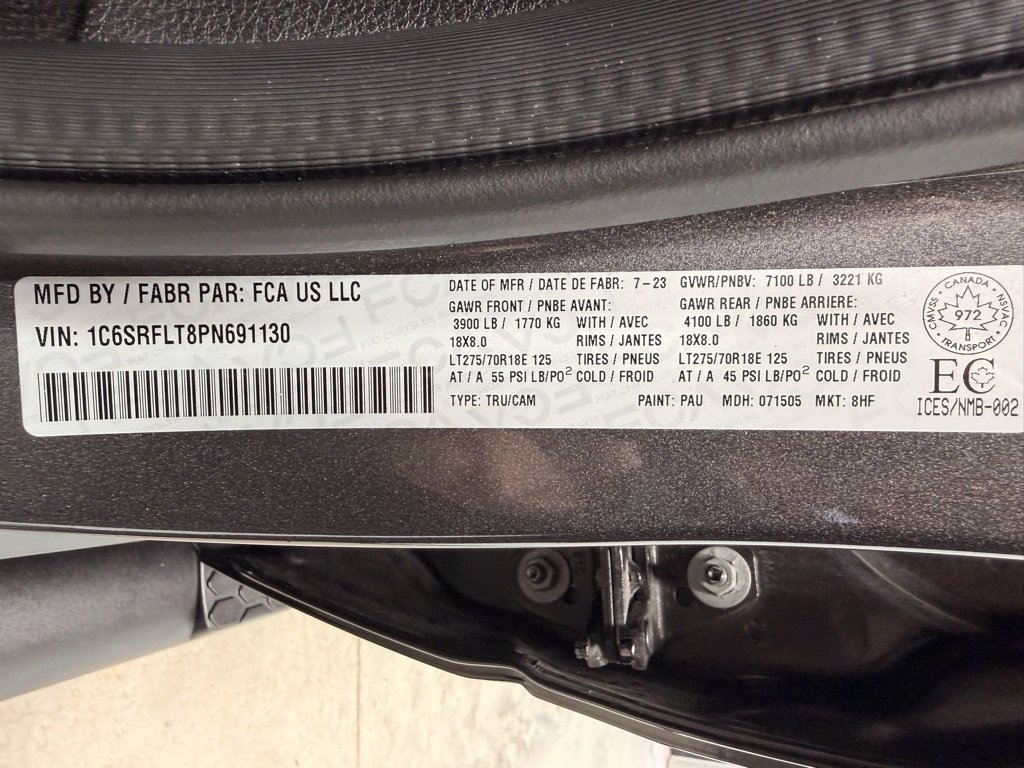 MFD BY / FABR PAR: FCA US LLC
VIN: 1C6SRFLT8PN691130
DATE OF MFR / DATE DE FABR: 7-23
GVWR/PNBV: 7100 LB / 3221 KG
GAWR FRONT / PNBE AVANT:
3900 LB / 1770 KG WITH / AVEC
18X8.0 RIMS / JANTES
LT275/70R18E 125 TIRES / PNEUS
AT / A 55 PSI LB/PO² COLD / FROID
GAWR REAR / PNBE ARRIERE:
4100 LB / 1860 KG WITH / AVEC
18X8.0 RIMS / JANTES
LT275/70R18E 125 TIRES / PNEUS
AT / A 45 PSI LB/PO² COLD / FROID
TYPE: TRU/CAM PAINT: PAU MDH: 071505 MKT: 8HF
CANADA
CMVSS
NSVAC
972
TRANSPORT
EC
ICES/NMB-002